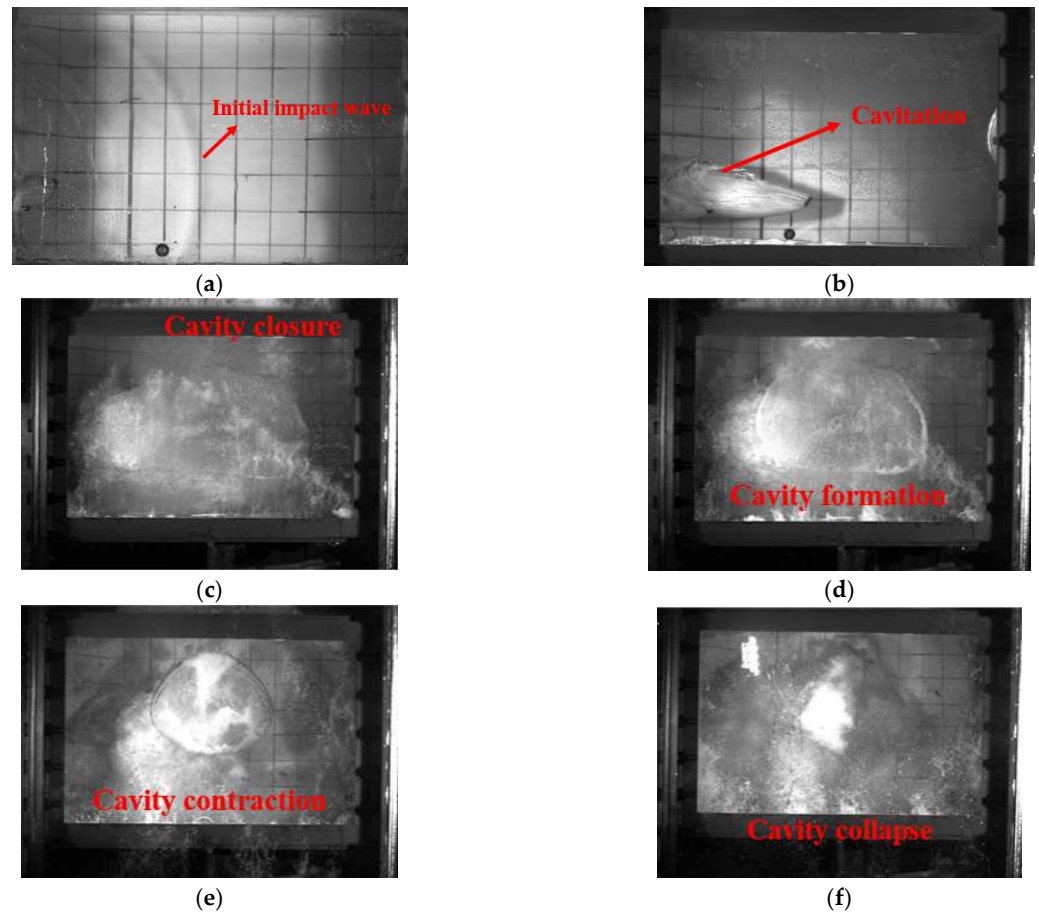 Initial impact wave
Cavitation
(a)
(b)
Cavity closure
Cavity formation
(c)
(d)
Cavity contraction
Cavity collapse
(e)
(f)